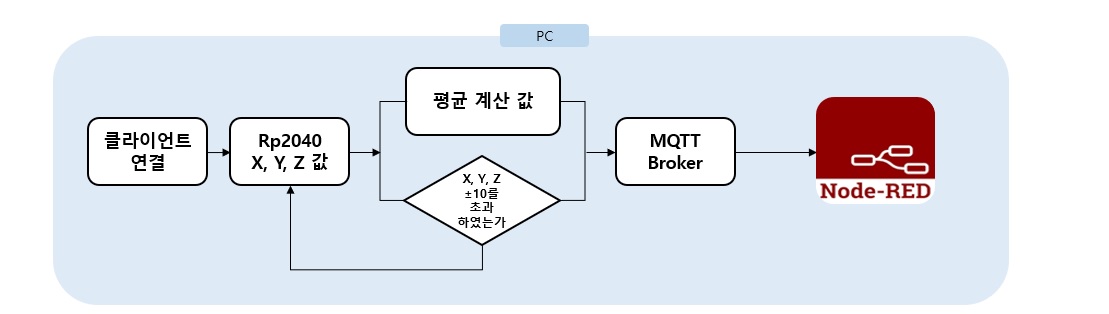 PC
클라이언트
연결
Rp2040
X, Y, Z 값
평균 계산 값
X, Y, Z
±10를
초과
하였는가
MQTT
Broker
Node-RED